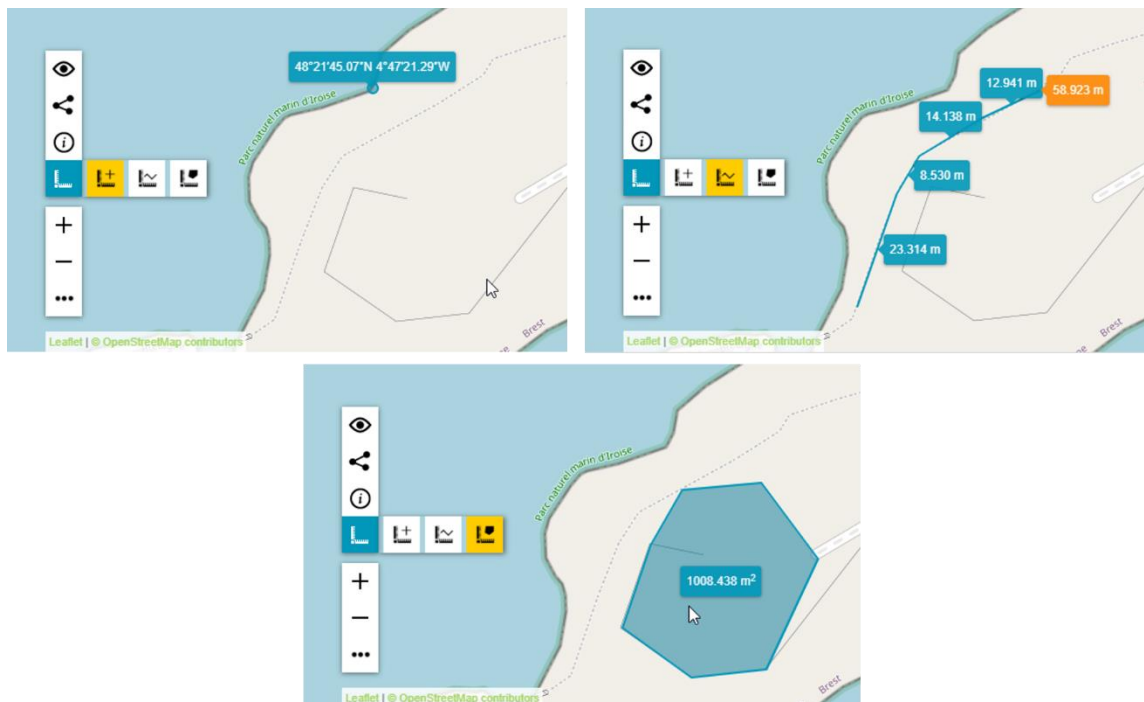 48°21'45.07"N 4°47'21.29"W
Parc naturel marin d'Iroise
Brest
Leaflet | © OpenStreetMap contributors
12.941 m
58.923 m
14.138 m
Parc naturel marin d'Iroise
8.530 m
23.314 m
Brest
Leaflet | © OpenStreetMap contributors
Parc naturel marin d'Iroise
1008.438 m²
Brest
Leaflet | © OpenStreetMap contributors